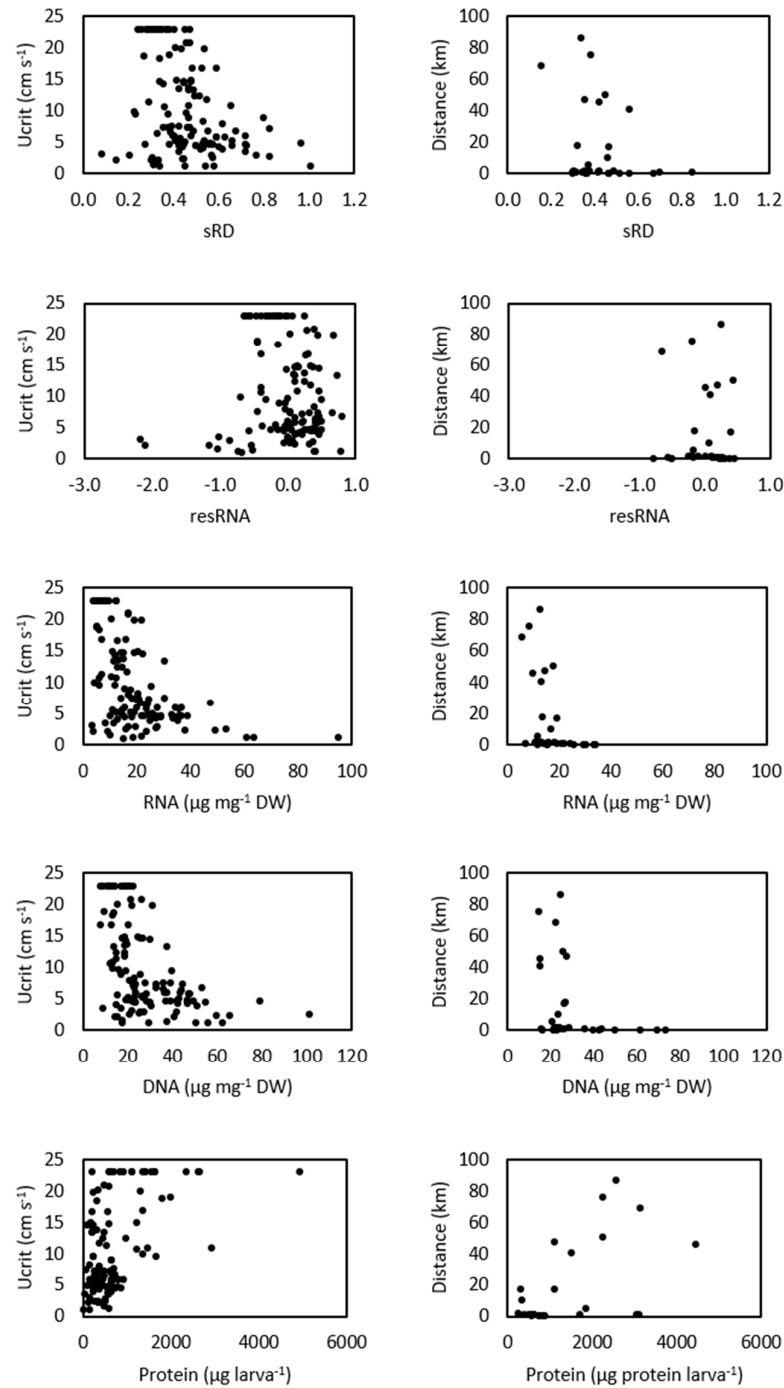 25
20
15
10
5
0
Ucrit (cm s⁻¹)
0.0 0.2 0.4 0.6 0.8 1.0 1.2
sRD
100
80
60
40
20
0
Distance (km)
0.0 0.2 0.4 0.6 0.8 1.0 1.2
sRD
25
20
15
10
5
0
Ucrit (cm s⁻¹)
-3.0 -2.0 -1.0 0.0 1.0
resRNA
100
80
60
40
20
0
Distance (km)
-3.0 -2.0 -1.0 0.0 1.0
resRNA
25
20
15
10
5
0
Ucrit (cm s⁻¹)
0 20 40 60 80 100
RNA (µg mg⁻¹ DW)
100
80
60
40
20
0
Distance (km)
0 20 40 60 80 100
RNA (µg mg⁻¹ DW)
25
20
15
10
5
0
Ucrit (cm s⁻¹)
0 20 40 60 80 100 120
DNA (µg mg⁻¹ DW)
100
80
60
40
20
0
Distance (km)
0 20 40 60 80 100 120
DNA (µg mg⁻¹ DW)
25
20
15
10
5
0
Ucrit (cm s⁻¹)
0 2000 4000 6000
Protein (µg larva⁻¹)
100
80
60
40
20
0
Distance (km)
0 2000 4000 6000
Protein (µg protein larva⁻¹)